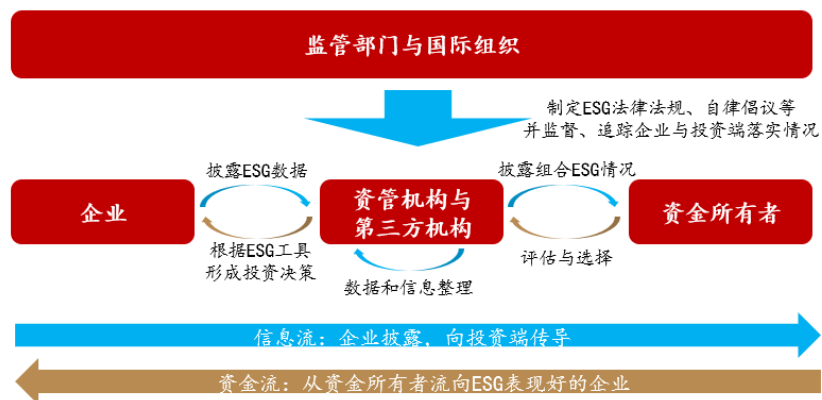 监管部门与国际组织
制定ESG法律法规、自律倡议等
并监督、追踪企业与投资端落实情况
披露ESG数据
披露组合ESG情况
企业
资管机构与
第三方机构
资金所有者
根据ESG工具
形成投资决策
数据和信息整理
评估与选择
信息流：企业披露，向投资端传导
资金流：从资金所有者流向ESG表现好的企业